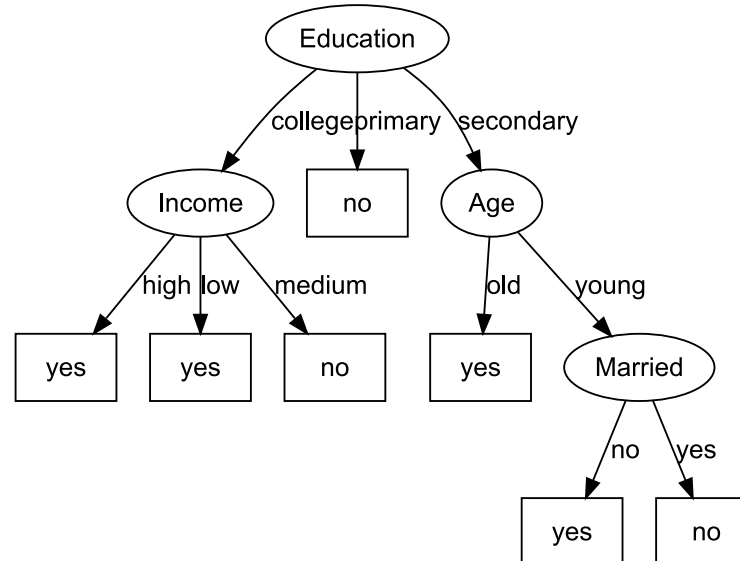 Education
college primary secondary
Income no Age
high low medium old young
yes yes no yes Married
no yes
yes no